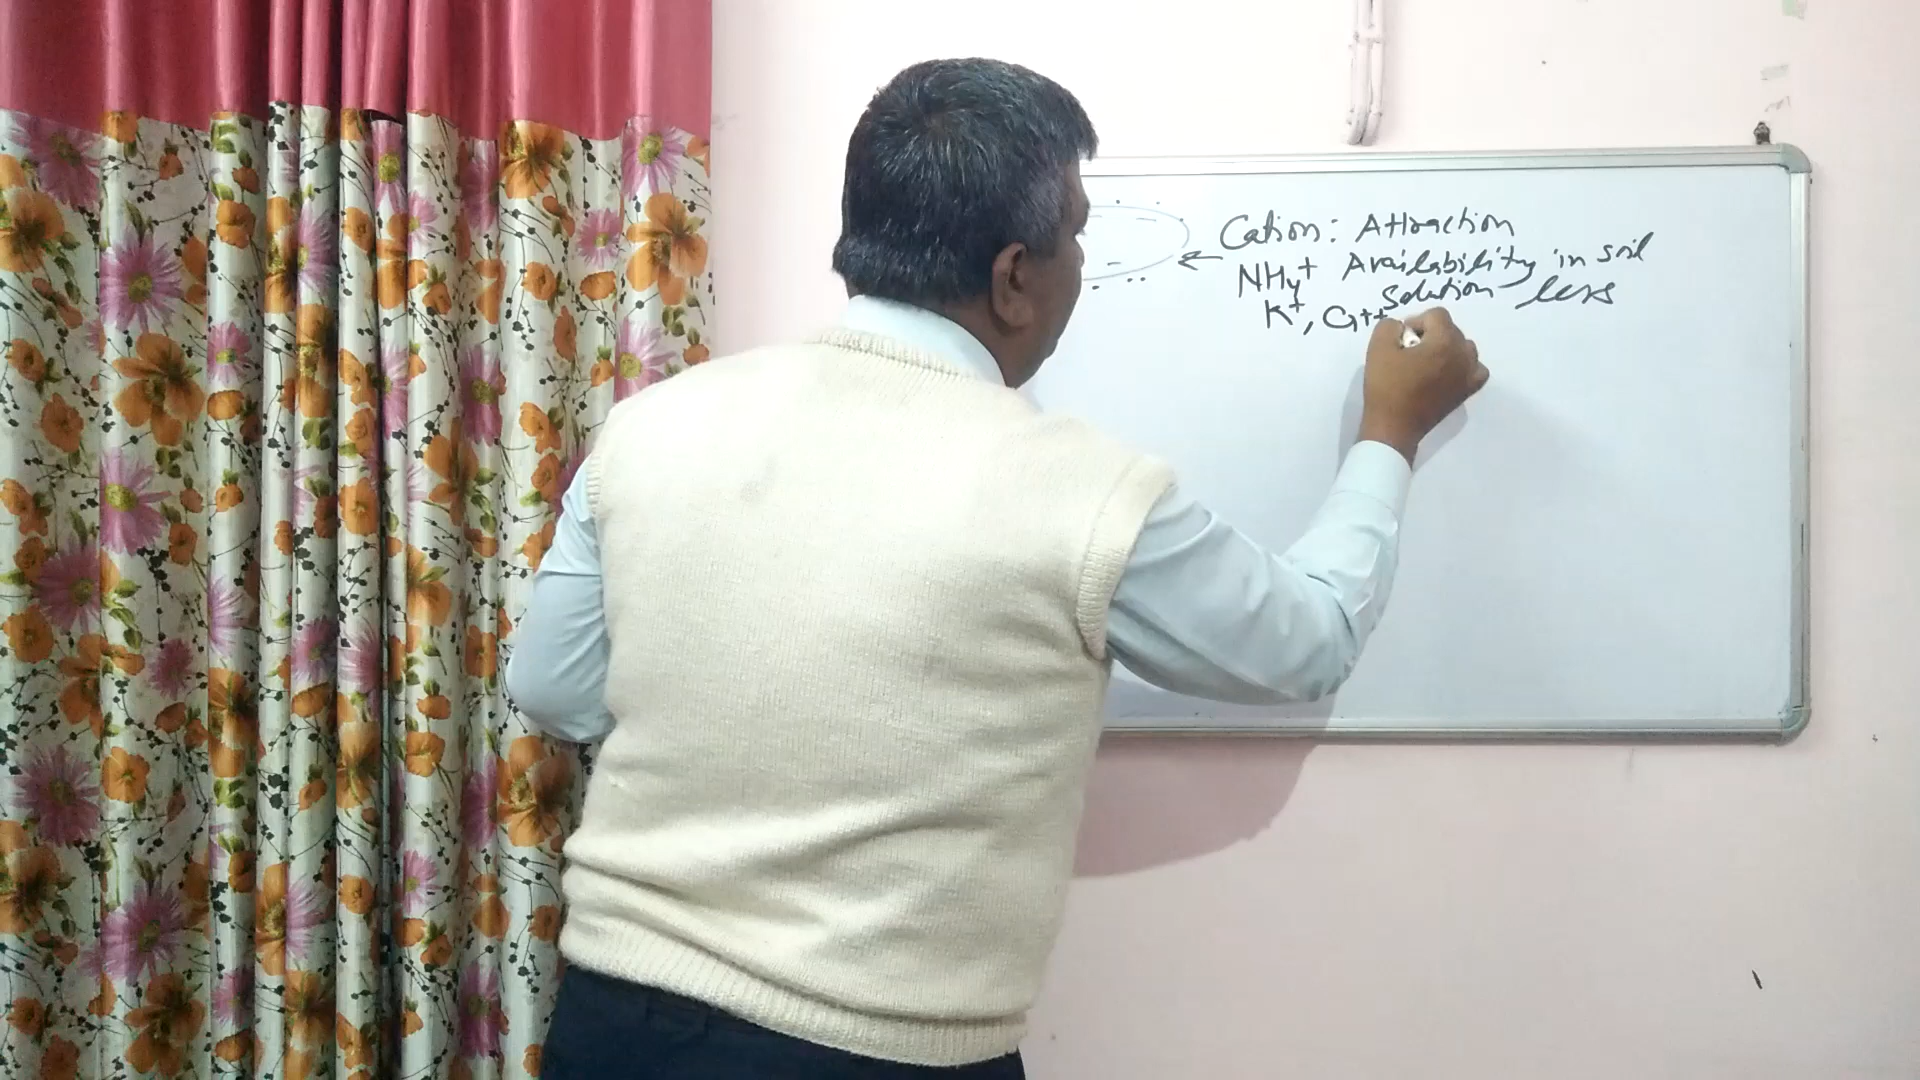 Cation: Attraction
NH4+ Availability in soil
solution less
K+, Ca++